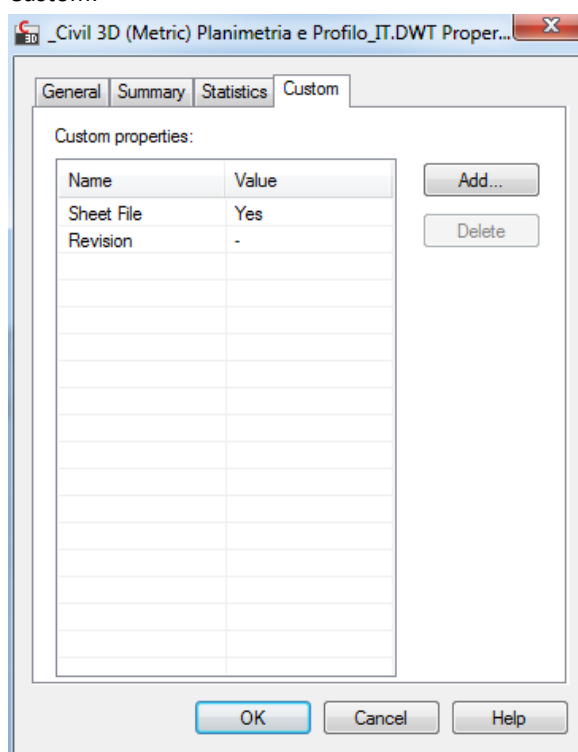 _Civil 3D (Metric) Planimetria e Profilo_IT.DWT Proper...
General Summary Statistics Custom
Custom properties:
Name Value
Add...
Sheet File Yes
Delete
Revision -
OK Cancel Help